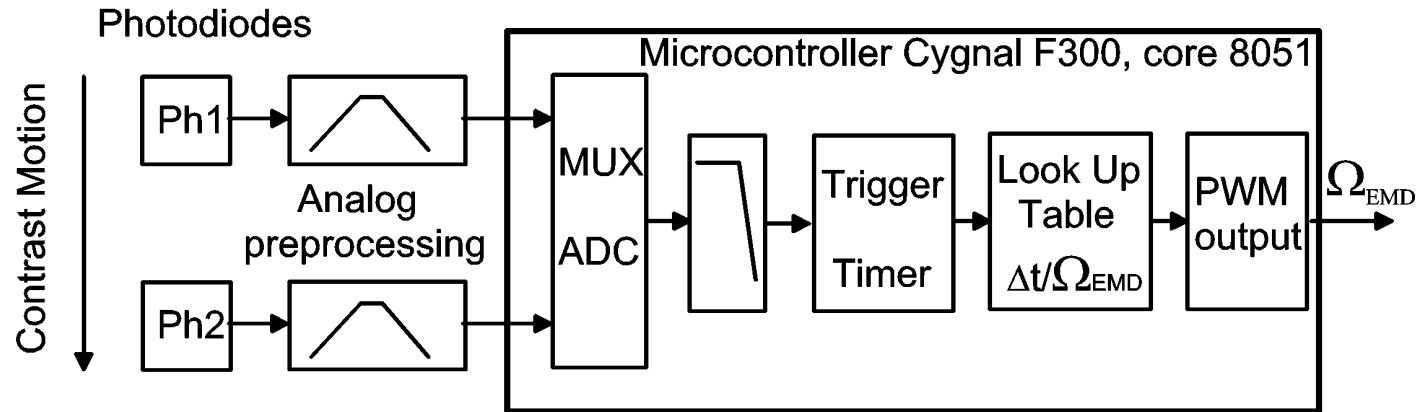 Photodiodes
Microcontroller Cygnal F300, core 8051
Contrast Motion
Ph1
Analog
preprocessing
Ph2
MUX
ADC
Trigger
Timer
Look Up
Table
Δt/ΩEMD
PWM
output
ΩEMD